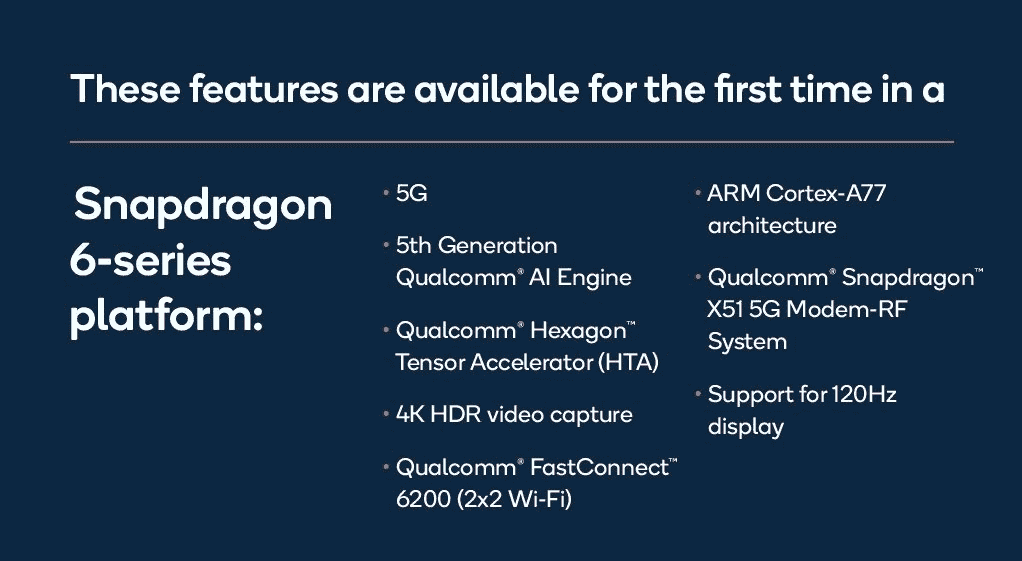 These features are available for the first time in a
Snapdragon
6-series
platform:
• 5G
• 5th Generation
Qualcomm® AI Engine
• Qualcomm® Hexagon™
Tensor Accelerator (HTA)
• 4K HDR video capture
• Qualcomm® FastConnect™
6200 (2x2 Wi-Fi)
• ARM Cortex-A77
architecture
• Qualcomm® Snapdragon™
X51 5G Modem-RF
System
• Support for 120Hz
display